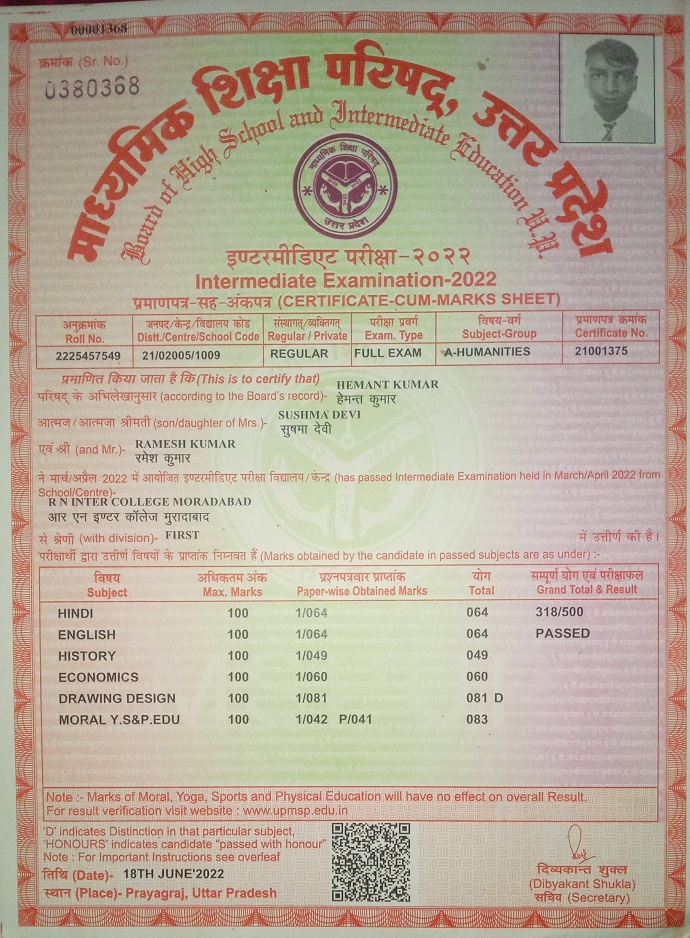 00001368
क्रमांक (Sr. No.)
0380368
माध्यमिक शिक्षा परिषद्, उत्तर प्रदेश
Board of High School and Intermediate Education U.P.
माध्यमिक शिक्षा परिषद्
उत्तर प्रदेश
इण्टरमीडिएट परीक्षा-२०२२
Intermediate Examination-2022
प्रमाणपत्र-सह-अंकपत्र (CERTIFICATE-CUM-MARKS SHEET)
अनुक्रमांक जनपद/केन्द्र/विद्यालय कोड संस्थागत/व्यक्तिगत् परीक्षा प्रवर्ग विषय-वर्ग प्रमाणपत्र क्रमांक
Roll No. Distt./Centre/School Code Regular / Private Exam. Type Subject-Group Certificate No.
2225457549 21/02005/1009 REGULAR FULL EXAM A-HUMANITIES 21001375
प्रमाणित किया जाता है कि (This is to certify that)
HEMANT KUMAR
परिषद् के अभिलेखानुसार (according to the Board's record)- हेमन्त कुमार
SUSHMA DEVI
आत्मज/आत्मजा श्रीमती (son/daughter of Mrs.)- सुषमा देवी
एवं श्री (and Mr.)- RAMESH KUMAR
रमेश कुमार
ने मार्च/अप्रैल 2022 में आयोजित इण्टरमीडिएट परीक्षा विद्यालय/केन्द्र (has passed Intermediate Examination held in March/April 2022 from
School/Centre)-
R N INTER COLLEGE MORADABAD
आर एन इण्टर कॉलेज मुरादाबाद
से श्रेणी (with division)- FIRST में उत्तीर्ण की है।
परीक्षार्थी द्वारा उत्तीर्ण विषयों के प्राप्तांक निम्नवत हैं (Marks obtained by the candidate in passed subjects are as under) :-
विषय अधिकतम अंक प्रश्नपत्रवार प्राप्तांक योग सम्पूर्ण योग एवं परीक्षाफल
Subject Max. Marks Paper-wise Obtained Marks Total Grand Total & Result
HINDI 100 1/064 064 318/500
ENGLISH 100 1/064 064 PASSED
HISTORY 100 1/049 049
ECONOMICS 100 1/060 060
DRAWING DESIGN 100 1/081 081 D
MORAL Y.S&P.EDU 100 1/042 P/041 083
Note :- Marks of Moral, Yoga, Sports and Physical Education will have no effect on overall Result.
For result verification visit website : www.upmsp.edu.in
'D' indicates Distinction in that particular subject,
'HONOURS' indicates candidate "passed with honour"
Note : For Important Instructions see overleaf
तिथि (Date)- 18TH JUNE'2022
स्थान (Place)- Prayagraj, Uttar Pradesh
दिव्यकान्त शुक्ल
(Dibyakant Shukla)
सचिव (Secretary)